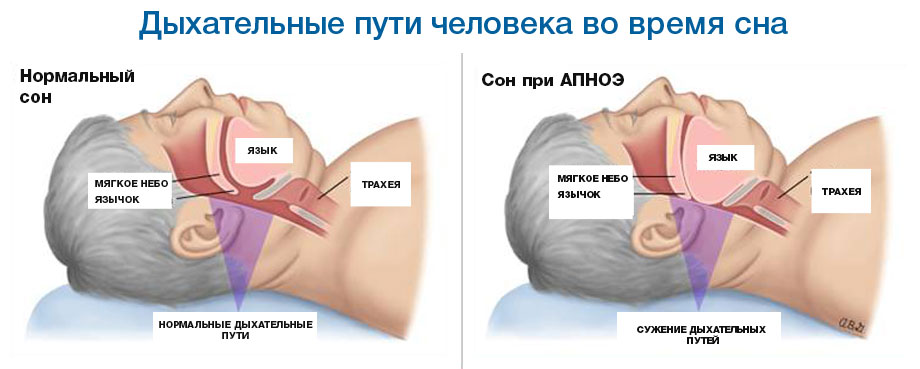 Дыхательные пути человека во время сна
Нормальный
сон
ЯЗЫК
МЯГКОЕ НЕБО
ЯЗЫЧОК
ТРАХЕЯ
НОРМАЛЬНЫЕ ДЫХАТЕЛЬНЫЕ
ПУТИ
Сон при АПНОЭ
ЯЗЫК
МЯГКОЕ НЕБО
ЯЗЫЧОК
ТРАХЕЯ
СУЖЕНИЕ ДЫХАТЕЛЬНЫХ
ПУТЕЙ